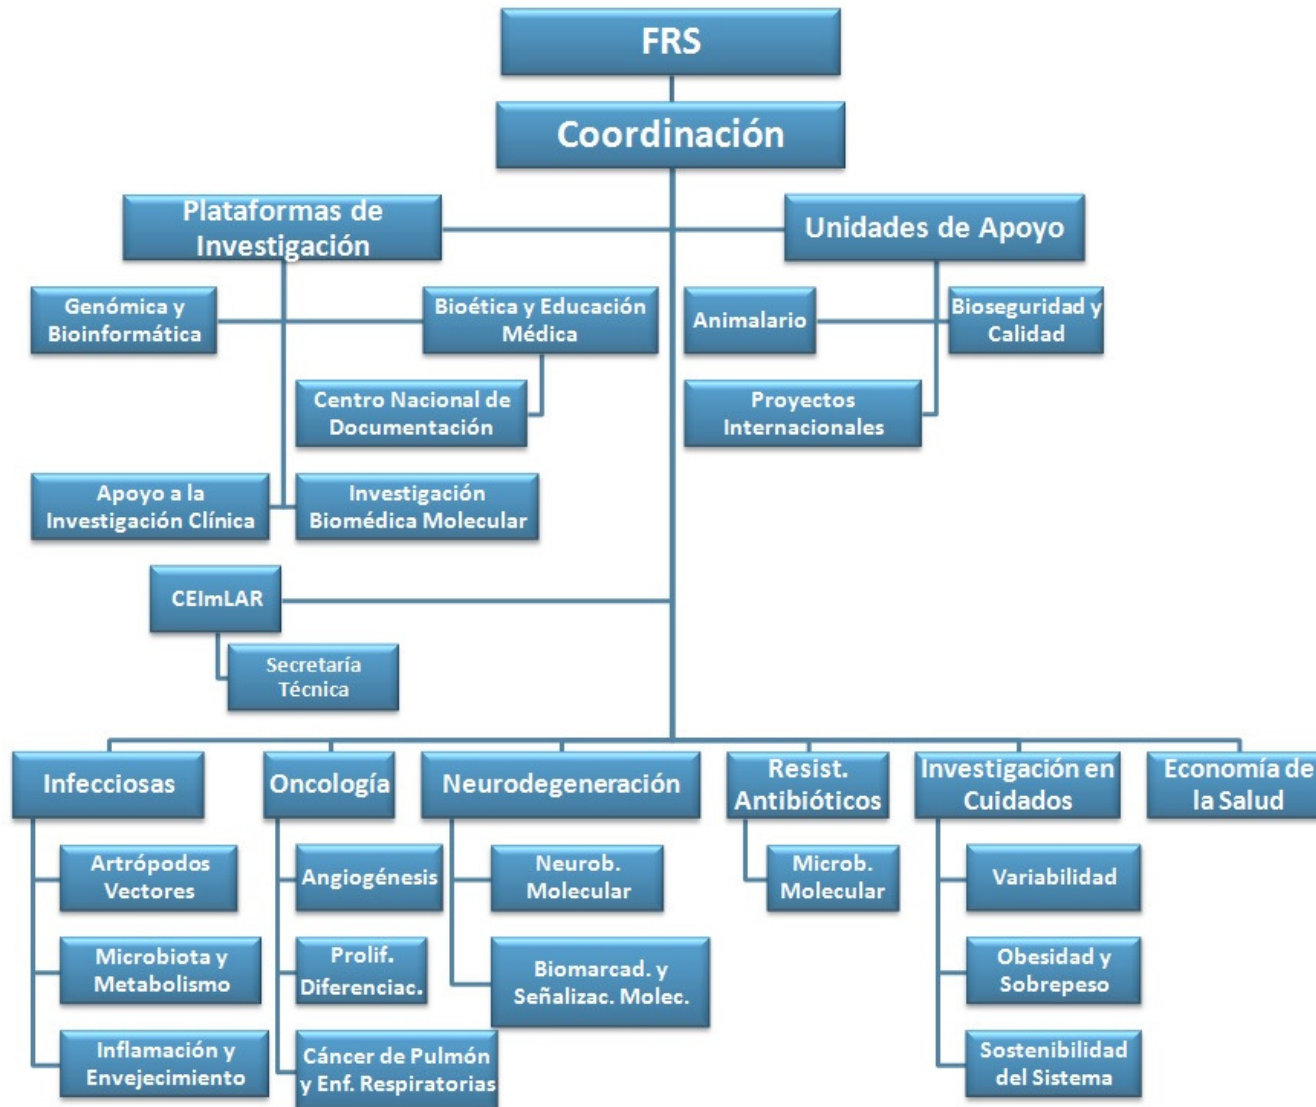 FRS
Coordinación
Plataformas de
Investigación
Unidades de Apoyo
Genómica y
Bioinformática
Bioética y Educación
Médica
Animalario
Bioseguridad y
Calidad
Centro Nacional de
Documentación
Proyectos
Internacionales
Apoyo a la
Investigación Clínica
Investigación
Biomédica Molecular
CEImLAR
Secretaría
Técnica
Infecciosas
Oncología
Neurodegeneración
Resist.
Antibióticos
Investigación en
Cuidados
Economía de
la Salud
Artrópodos
Vectores
Angiogénesis
Neurob.
Molecular
Microb.
Molecular
Variabilidad
Microbiota y
Metabolismo
Prolif.
Diferenciac.
Biomarcad. y
Señalizac. Molec.
Obesidad y
Sobrepeso
Inflamación y
Envejecimiento
Cáncer de Pulmón
y Enf. Respiratorias
Sostenibilidad
del Sistema